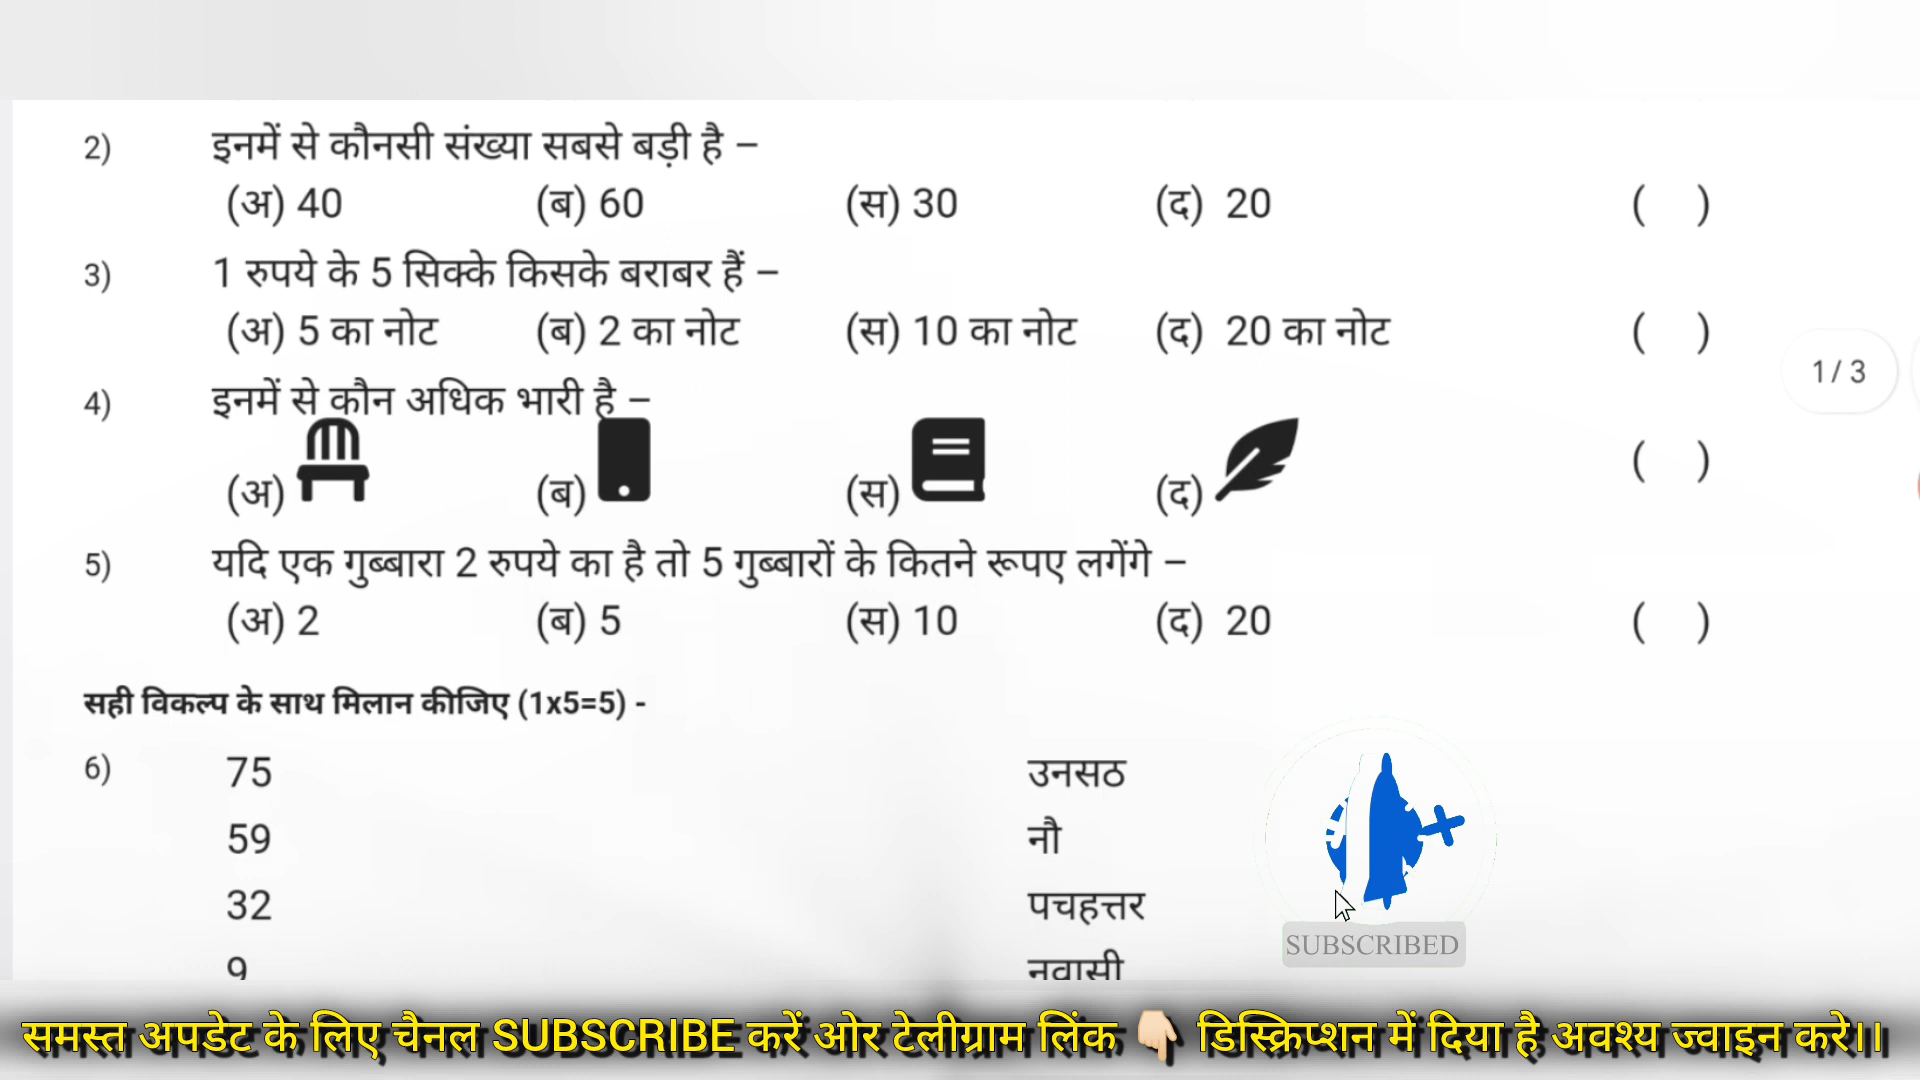 2) इनमें से कौनसी संख्या सबसे बड़ी है –
(अ) 40 (ब) 60 (स) 30 (द) 20 ( )
3) 1 रुपये के 5 सिक्के किसके बराबर हैं –
(अ) 5 का नोट (ब) 2 का नोट (स) 10 का नोट (द) 20 का नोट ( )
1 / 3
4) इनमें से कौन अधिक भारी है –
(अ) (ब) (स) (द) ( )
5) यदि एक गुब्बारा 2 रुपये का है तो 5 गुब्बारों के कितने रूपए लगेंगे –
(अ) 2 (ब) 5 (स) 10 (द) 20 ( )
सही विकल्प के साथ मिलान कीजिए (1x5=5) -
6) 75 उनसठ
59 नौ
32 पचहत्तर
9 नवासी
SUBSCRIBED
समस्त अपडेट के लिए चैनल SUBSCRIBE करें ओर टेलीग्राम लिंक 👇🏻 डिस्क्रिप्शन में दिया है अवश्य ज्वाइन करे।।